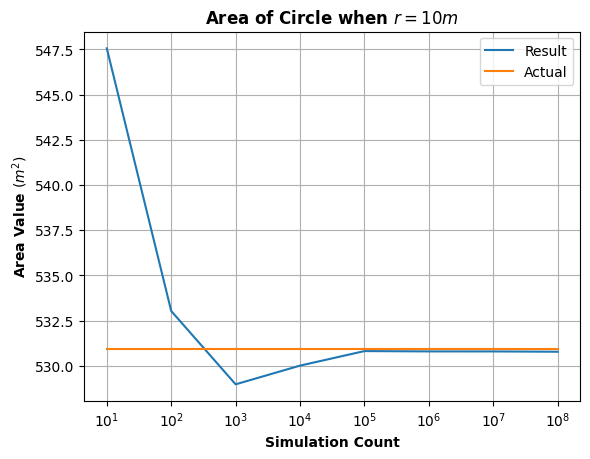 Area of Circle when r = 10m
Result
Actual
Area Value (m²)
547.5
545.0
542.5
540.0
537.5
535.0
532.5
530.0
10¹ 10² 10³ 10⁴ 10⁵ 10⁶ 10⁷ 10⁸
Simulation Count